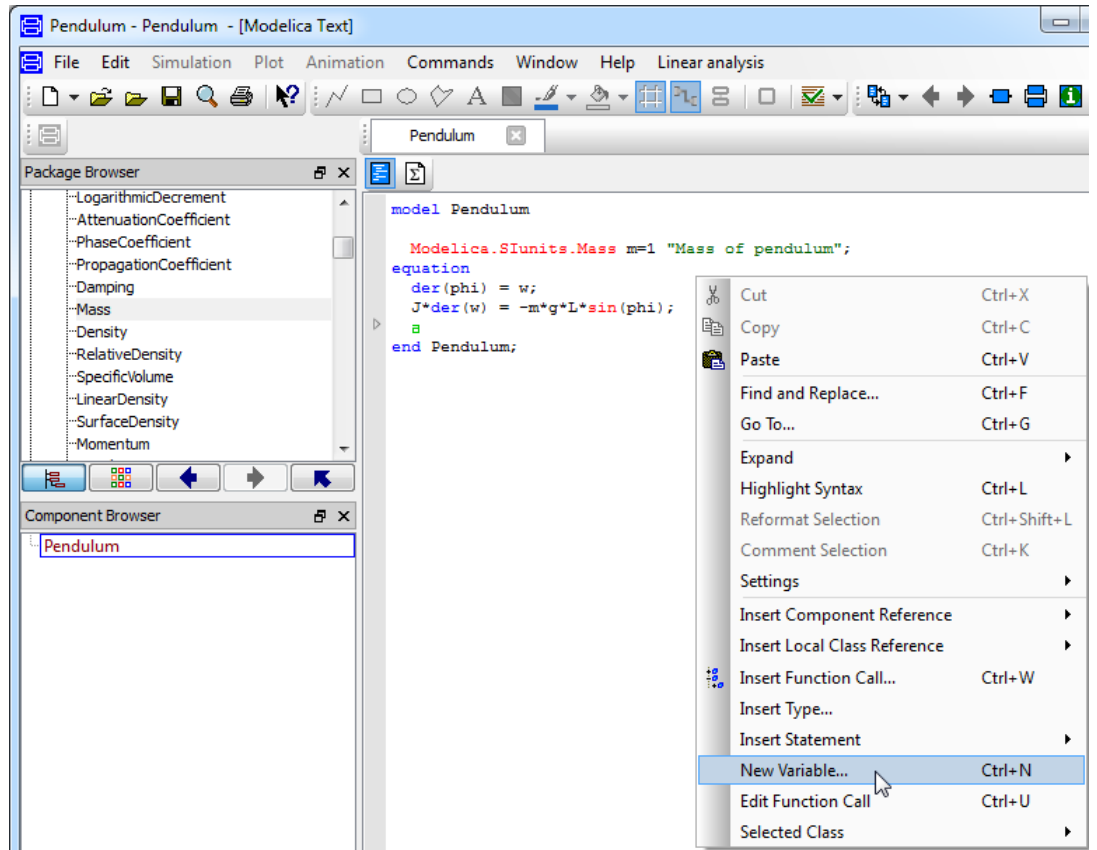 Pendulum - Pendulum - [Modelica Text]
File Edit Simulation Plot Animation Commands Window Help Linear analysis
Pendulum
Package Browser
LogarithmicDecrement
AttenuationCoefficient
PhaseCoefficient
PropagationCoefficient
Damping
Mass
Density
RelativeDensity
SpecificVolume
LinearDensity
SurfaceDensity
Momentum
Component Browser
Pendulum
model Pendulum
Modelica.SIunits.Mass m=1 "Mass of pendulum";
equation
der(phi) = w;
J*der(w) = -m*g*L*sin(phi);
a
end Pendulum;
Cut Ctrl+X
Copy Ctrl+C
Paste Ctrl+V
Find and Replace... Ctrl+F
Go To... Ctrl+G
Expand
Highlight Syntax Ctrl+L
Reformat Selection Ctrl+Shift+L
Comment Selection Ctrl+K
Settings
Insert Component Reference
Insert Local Class Reference
Insert Function Call... Ctrl+W
Insert Type...
Insert Statement
New Variable... Ctrl+N
Edit Function Call Ctrl+U
Selected Class